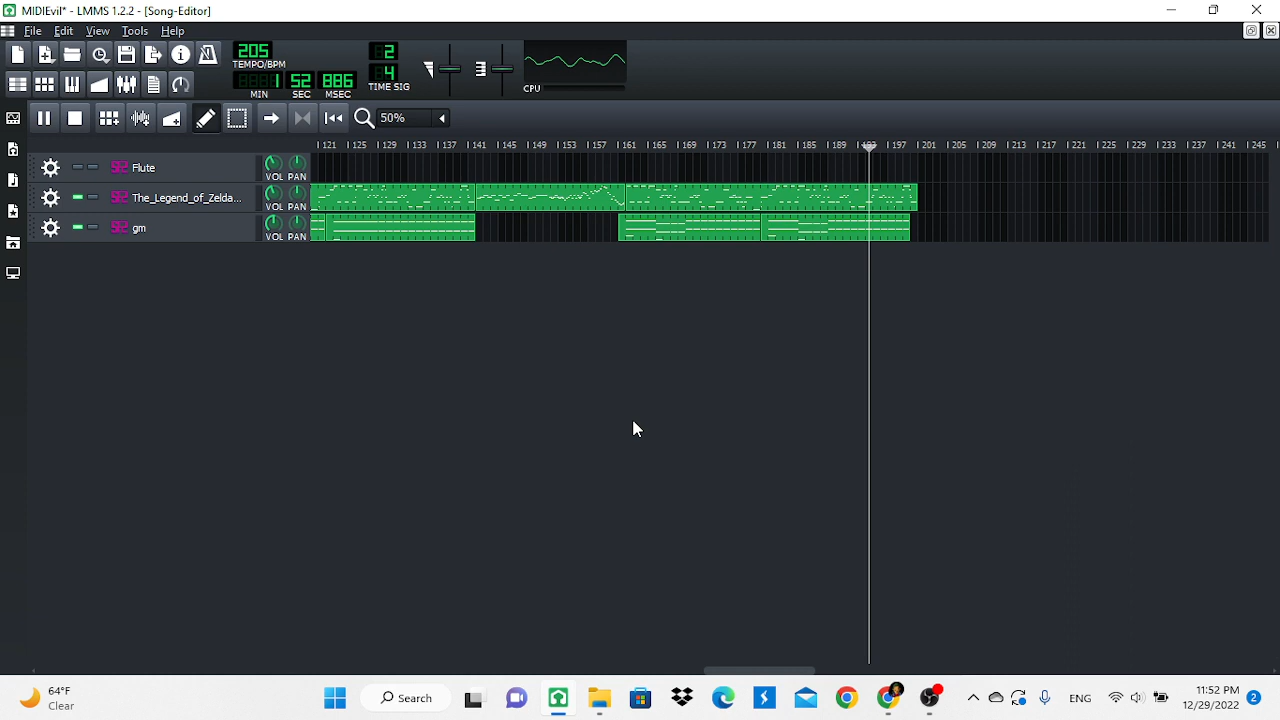 MIDIEvil* - LMMS 1.2.2 - [Song-Editor]
File Edit View Tools Help
205
TEMPO/BPM
1 52 886
MIN SEC MSEC
2
4
TIME SIG
CPU
50%
121 125 129 133 137 141 145 149 153 157 161 165 169 173 177 181 185 189 197 201 205 209 213 217 221 225 229 233 237 241 245
Flute VOL PAN
The_Legend_of_Zelda... VOL PAN
gm VOL PAN
64°F
Clear
Search
ENG
11:52 PM
12/29/2022
2